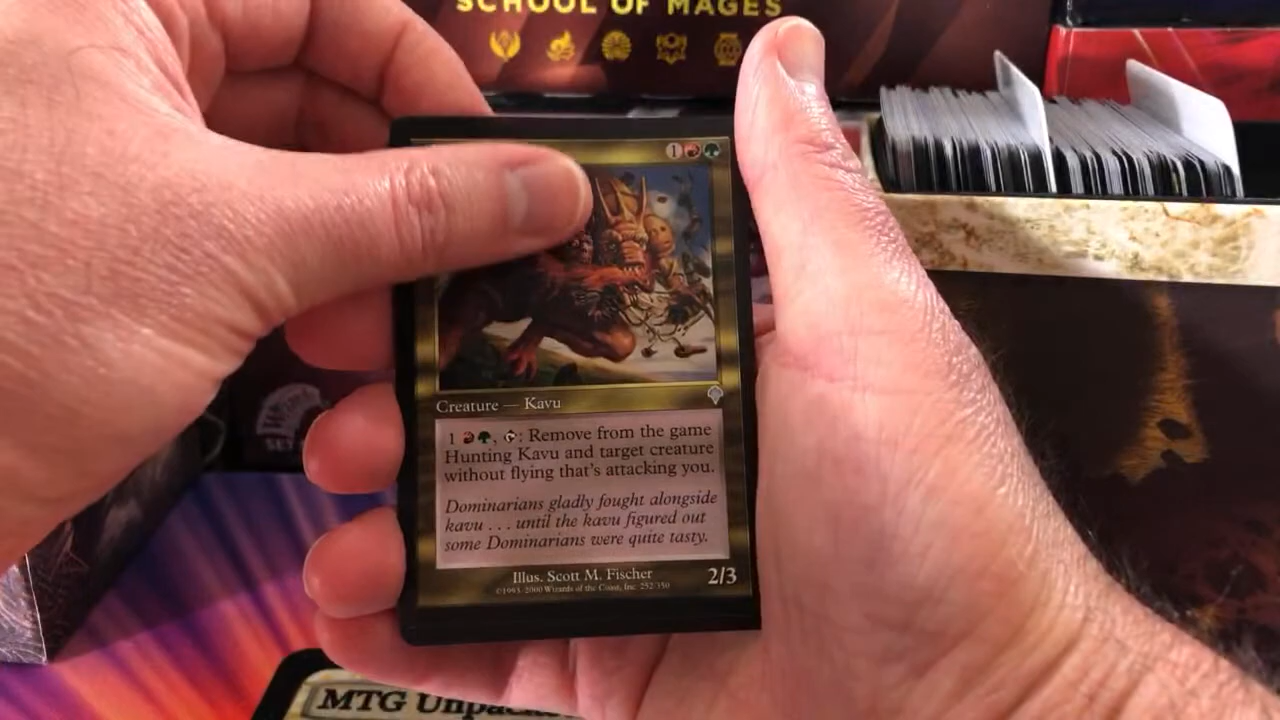 SCHOOL OF MAGES
1
Creature — Kavu
1 , : Remove from the game
Hunting Kavu and target creature
without flying that's attacking you.
Dominarians gladly fought alongside
kavu . . . until the kavu figured out
some Dominarians were quite tasty.
Illus. Scott M. Fischer
©1993-2000 Wizards of the Coast, Inc. 252/350
2/3
MTG